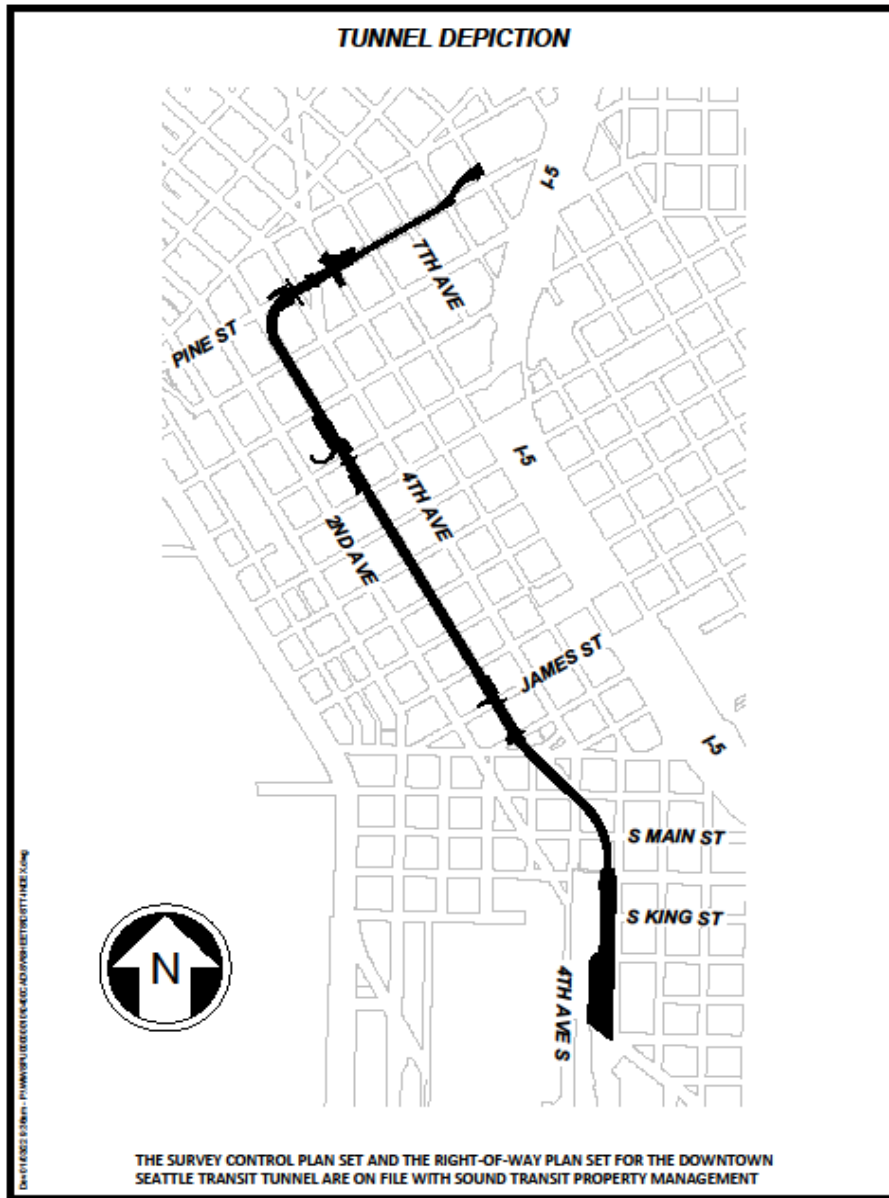 TUNNEL DEPICTION
I-5
7TH AVE
PINE ST
I-5
4TH AVE
2ND AVE
JAMES ST
I-5
S MAIN ST
S KING ST
N
4TH AVE S
THE SURVEY CONTROL PLAN SET AND THE RIGHT-OF-WAY PLAN SET FOR THE DOWNTOWN
SEATTLE TRANSIT TUNNEL ARE ON FILE WITH SOUND TRANSIT PROPERTY MANAGEMENT